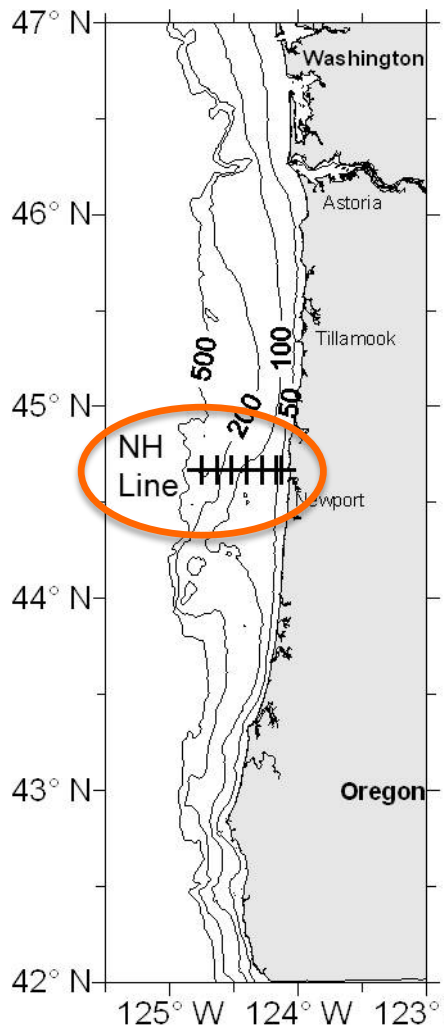 47° N
Washington
46° N
Astoria
Tillamook
500
100
45° N
200
50
NH
Line
Newport
44° N
43° N
Oregon
42° N
125° W 124° W 123°